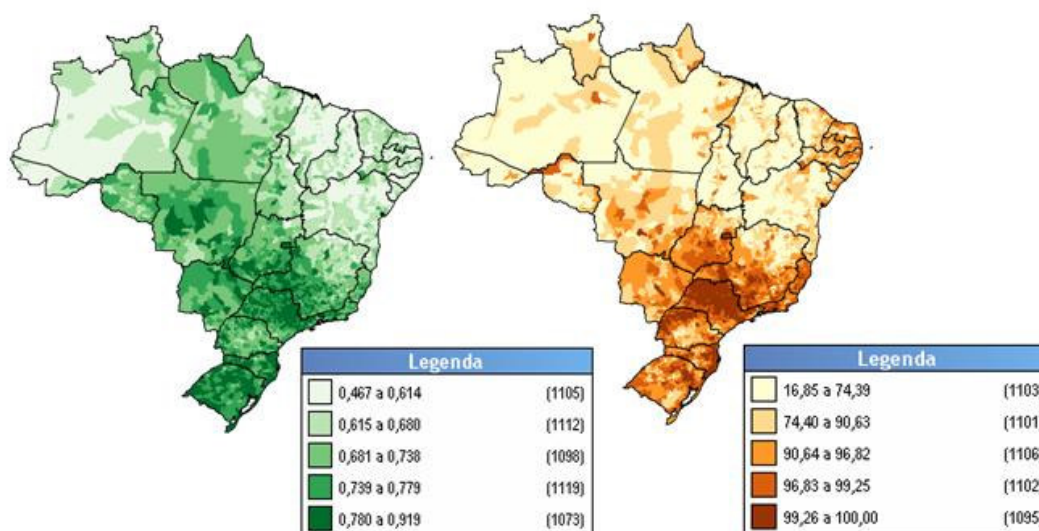 Legenda
0,467 a 0,614 (1105)
0,615 a 0,680 (1112)
0,681 a 0,738 (1098)
0,739 a 0,779 (1119)
0,780 a 0,919 (1073)
Legenda
16,85 a 74,39 (1103
74,40 a 90,63 (1101
90,64 a 96,82 (1106
96,83 a 99,25 (1102
99,26 a 100,00 (1095